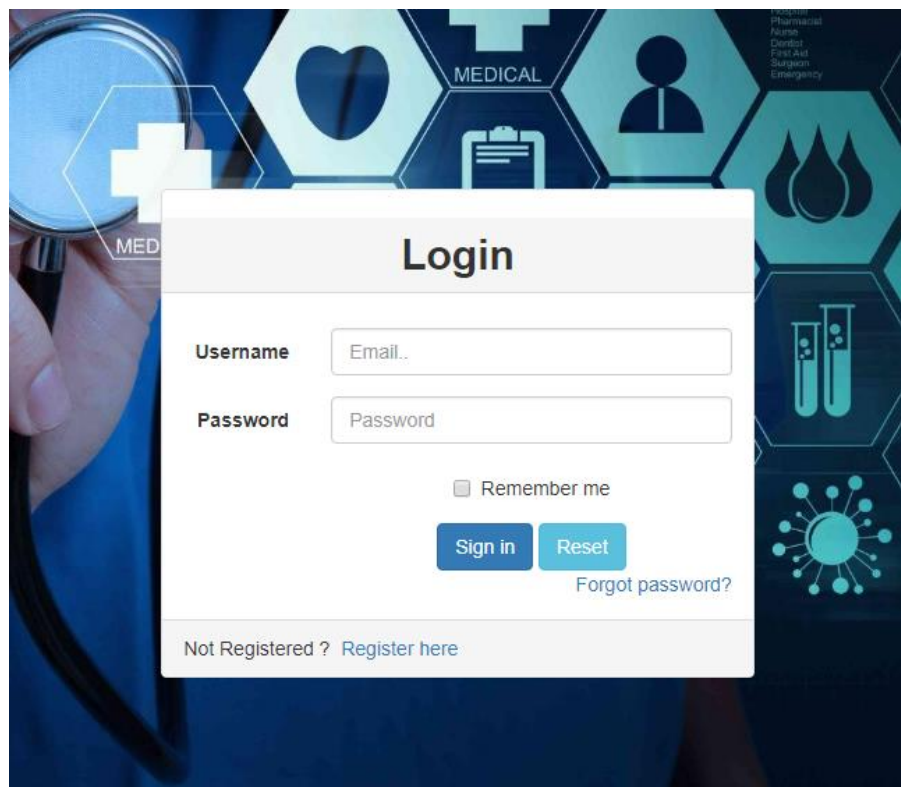 Hospital
Pharmacist
Nurse
Dentist
First Aid
Surgeon
Emergency
MEDICAL
MED
Login
Username
Email..
Password
Password
Remember me
Sign in
Reset
Forgot password?
Not Registered ? Register here